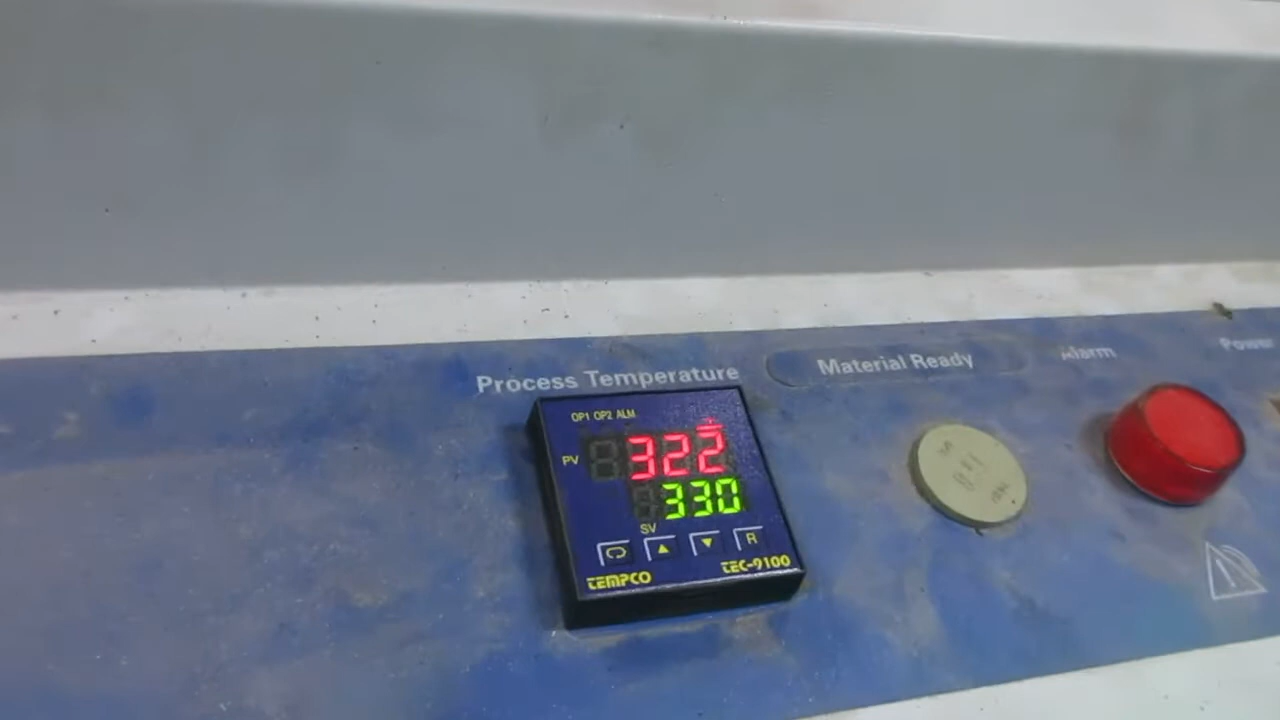 Process Temperature
Material Ready
Alarm
Power
OP1 OP2 ALM
PV
322
330
SV
R
TEMPCO
TEC-9100